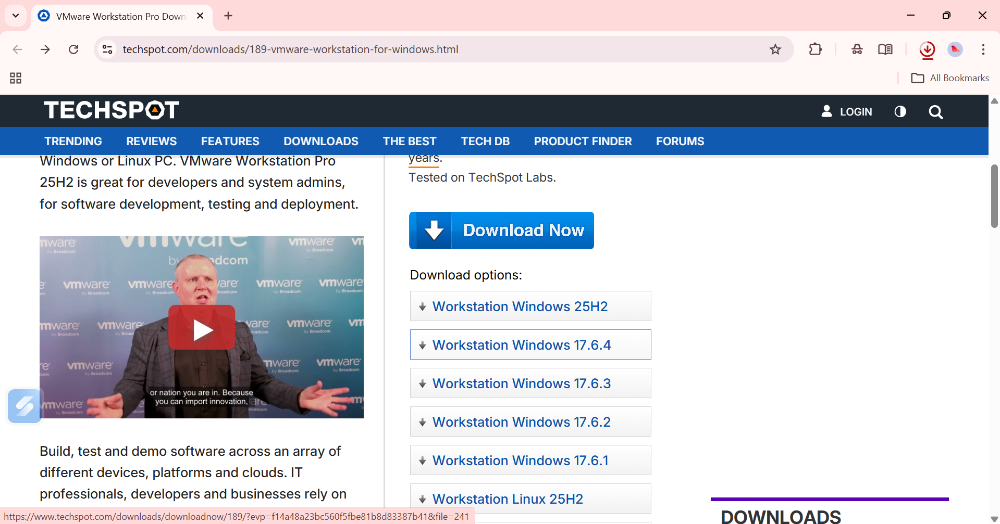 VMware Workstation Pro Down
techspot.com/downloads/189-vmware-workstation-for-windows.html
All Bookmarks
TECHSPOT
LOGIN
TRENDING REVIEWS FEATURES DOWNLOADS THE BEST TECH DB PRODUCT FINDER FORUMS
Windows or Linux PC. VMware Workstation Pro
25H2 is great for developers and system admins,
for software development, testing and deployment.
vmware
by Broadcom
or nation you are in. Because
you can import innovation,
Build, test and demo software across an array of
different devices, platforms and clouds. IT
professionals, developers and businesses rely on
years.
Tested on TechSpot Labs.
Download Now
Download options:
Workstation Windows 25H2
Workstation Windows 17.6.4
Workstation Windows 17.6.3
Workstation Windows 17.6.2
Workstation Windows 17.6.1
Workstation Linux 25H2
DOWNLOADS
https://www.techspot.com/downloads/downloadnow/189/?evp=f14a48a23bc560f5fbe81b8d83387b41&file=241